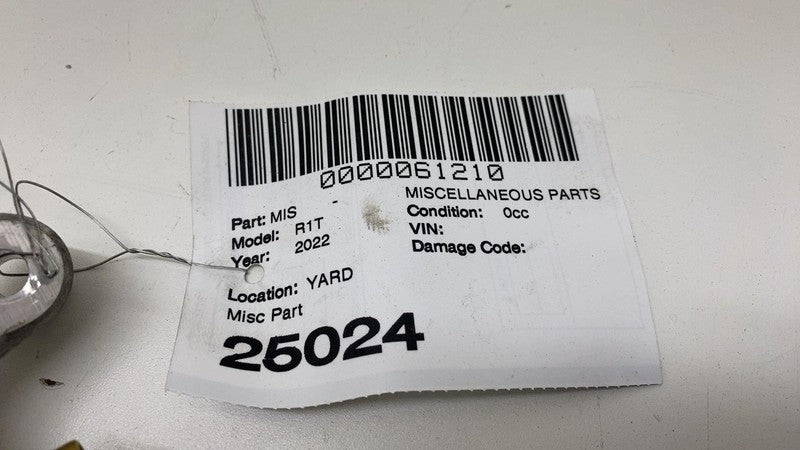 0000061210
MISCELLANEOUS PARTS
Part: MIS -
Model: R1T
Year: 2022
Condition: 0cc
VIN:
Damage Code:
Location: YARD
Misc Part
25024